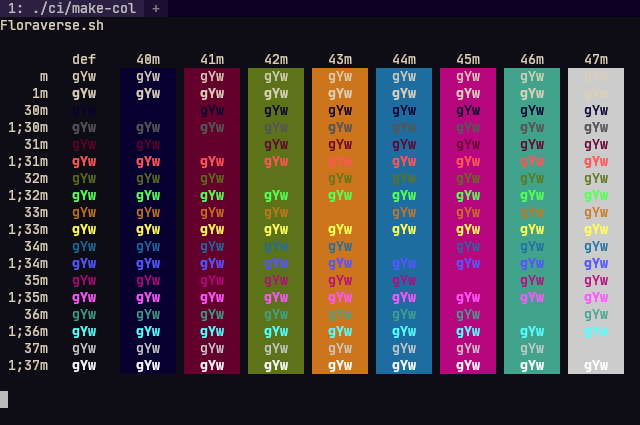 1: ./ci/make-col +
Floraverse.sh
def 40m 41m 42m 43m 44m 45m 46m 47m
m gYw gYw gYw gYw gYw gYw gYw gYw gYw
1m gYw gYw gYw gYw gYw gYw gYw gYw gYw
30m gYw gYw gYw gYw gYw gYw gYw gYw
1;30m gYw gYw gYw gYw gYw gYw gYw gYw gYw
31m gYw gYw gYw gYw gYw gYw gYw gYw
1;31m gYw gYw gYw gYw gYw gYw gYw gYw gYw
32m gYw gYw gYw gYw gYw gYw gYw gYw
1;32m gYw gYw gYw gYw gYw gYw gYw gYw gYw
33m gYw gYw gYw gYw gYw gYw gYw gYw
1;33m gYw gYw gYw gYw gYw gYw gYw gYw gYw
34m gYw gYw gYw gYw gYw gYw gYw gYw
1;34m gYw gYw gYw gYw gYw gYw gYw gYw gYw
35m gYw gYw gYw gYw gYw gYw gYw gYw
1;35m gYw gYw gYw gYw gYw gYw gYw gYw gYw
36m gYw gYw gYw gYw gYw gYw gYw gYw
1;36m gYw gYw gYw gYw gYw gYw gYw gYw gYw
37m gYw gYw gYw gYw gYw gYw gYw gYw gYw
1;37m gYw gYw gYw gYw gYw gYw gYw gYw gYw